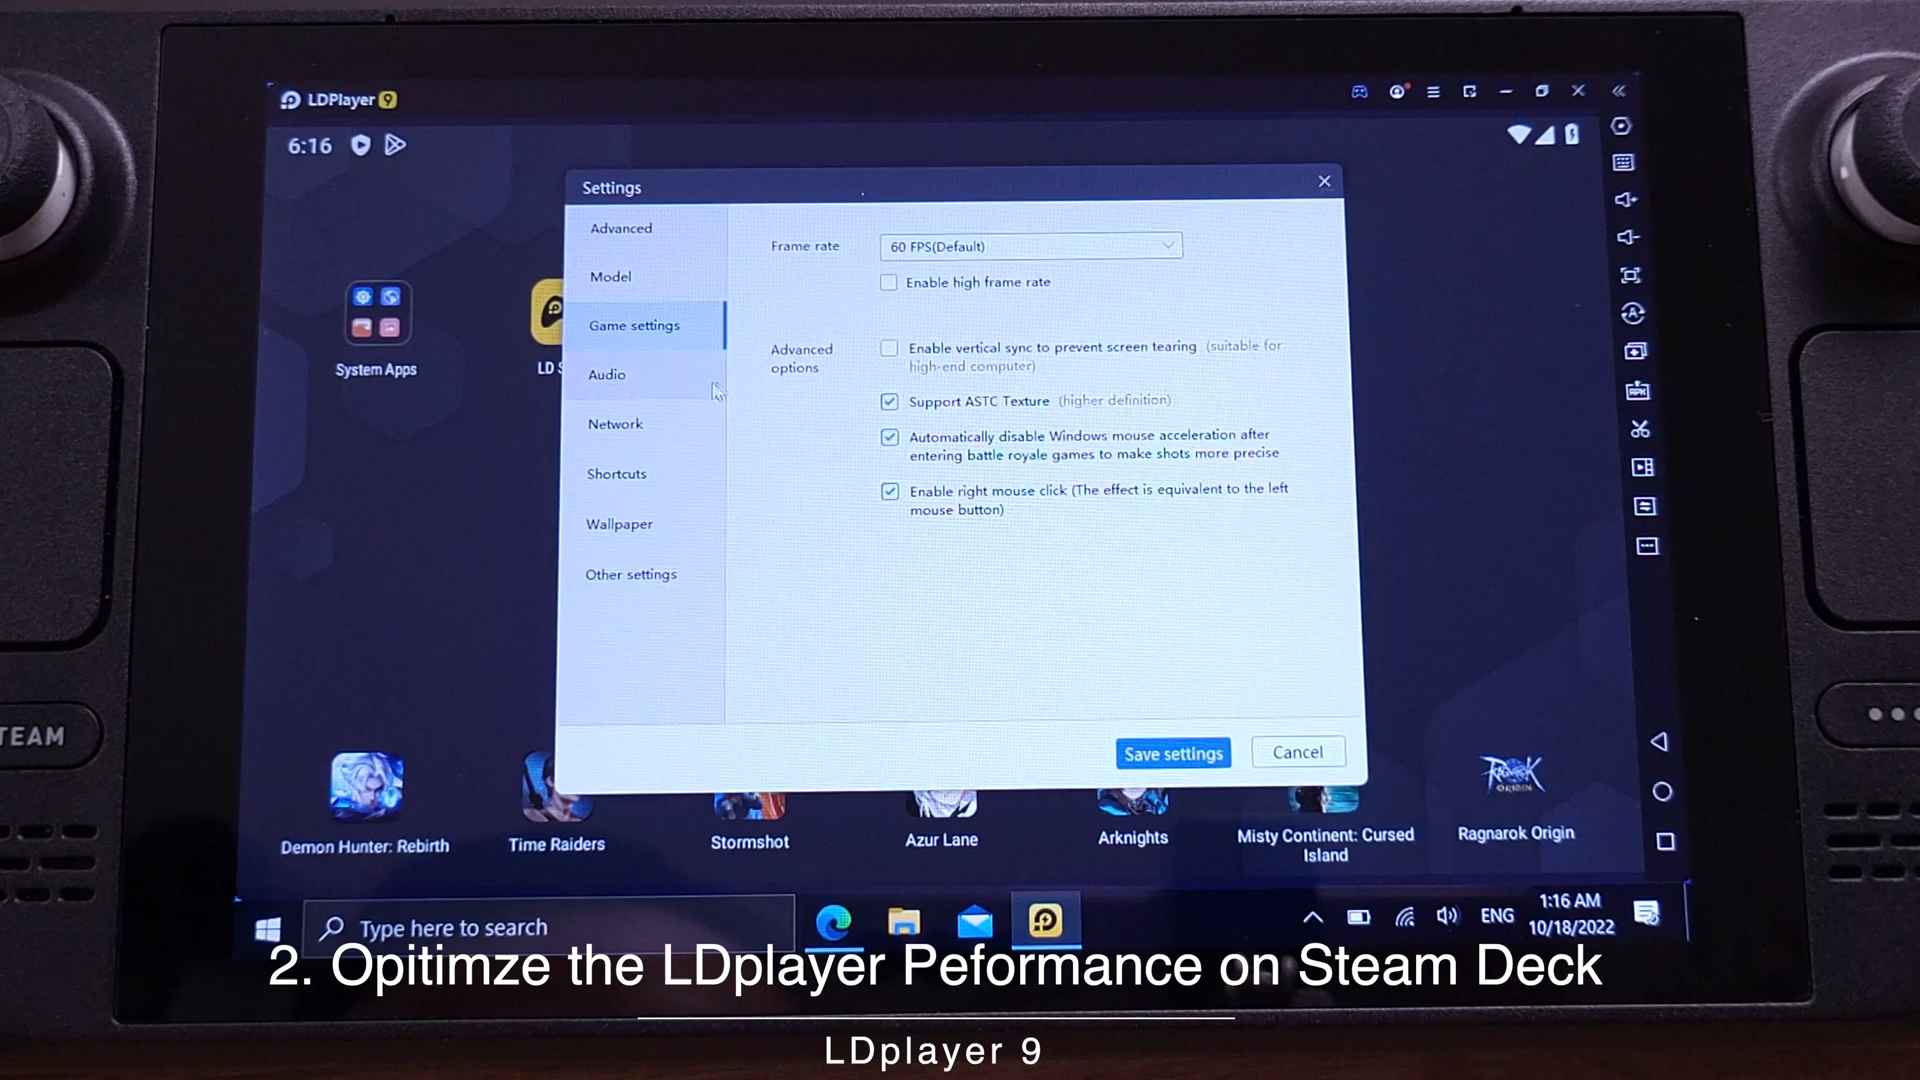 LDPlayer 9
6:16
Settings
Advanced
Model
Game settings
Audio
Network
Shortcuts
Wallpaper
Other settings
Frame rate
60 FPS(Default)
Enable high frame rate
Advanced
options
Enable vertical sync to prevent screen tearing (suitable for
high-end computer)
Support ASTC Texture (higher definition)
Automatically disable Windows mouse acceleration after
entering battle royale games to make shots more precise
Enable right mouse click (The effect is equivalent to the left
mouse button)
Save settings
Cancel
System Apps
LD S
APK
TEAM
RAGNAROK
ORIGIN
Demon Hunter: Rebirth
Time Raiders
Stormshot
Azur Lane
Arknights
Misty Continent: Cursed
Island
Ragnarok Origin
Type here to search
ENG
1:16 AM
10/18/2022
2. Opitimze the LDplayer Peformance on Steam Deck
LDplayer 9